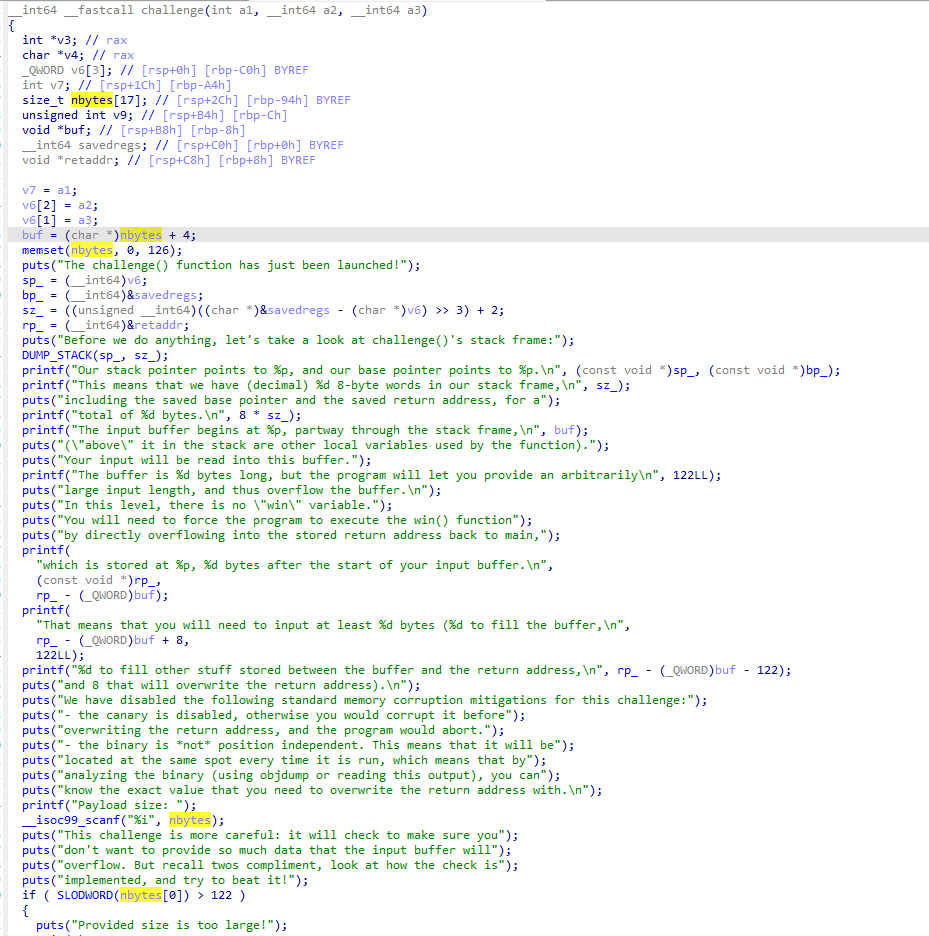 __int64 __fastcall challenge(int a1, __int64 a2, __int64 a3)
{
int *v3; // rax
char *v4; // rax
_QWORD v6[3]; // [rsp+0h] [rbp-C0h] BYREF
int v7; // [rsp+1Ch] [rbp-A4h]
size_t nbytes[17]; // [rsp+2Ch] [rbp-94h] BYREF
unsigned int v9; // [rsp+B4h] [rbp-Ch]
void *buf; // [rsp+B8h] [rbp-8h]
__int64 savedregs; // [rsp+C0h] [rbp+0h] BYREF
void *retaddr; // [rsp+C8h] [rbp+8h] BYREF
v7 = a1;
v6[2] = a2;
v6[1] = a3;
buf = (char *)nbytes + 4;
memset(nbytes, 0, 126);
puts("The challenge() function has just been launched!");
sp_ = (__int64)v6;
bp_ = (__int64)&savedregs;
sz_ = ((unsigned __int64)((char *)&savedregs - (char *)v6) >> 3) + 2;
rp_ = (__int64)&retaddr;
puts("Before we do anything, let's take a look at challenge()'s stack frame:");
DUMP_STACK(sp_, sz_);
printf("Our stack pointer points to %p, and our base pointer points to %p.\n", (const void *)sp_, (const void *)bp_);
printf("This means that we have (decimal) %d 8-byte words in our stack frame,\n", sz_);
puts("including the saved base pointer and the saved return address, for a");
printf("total of %d bytes.\n", 8 * sz_);
printf("The input buffer begins at %p, partway through the stack frame,\n", buf);
puts("(\"above\" it in the stack are other local variables used by the function).");
puts("Your input will be read into this buffer.");
printf("The buffer is %d bytes long, but the program will let you provide an arbitrarily\n", 122LL);
puts("large input length, and thus overflow the buffer.\n");
puts("In this level, there is no \"win\" variable.");
puts("You will need to force the program to execute the win() function");
puts("by directly overflowing into the stored return address back to main,");
printf(
"which is stored at %p, %d bytes after the start of your input buffer.\n",
(const void *)rp_,
rp_ - (_QWORD)buf);
printf(
"That means that you will need to input at least %d bytes (%d to fill the buffer,\n",
rp_ - (_QWORD)buf + 8,
122LL);
printf("%d to fill other stuff stored between the buffer and the return address,\n", rp_ - (_QWORD)buf - 122);
puts("and 8 that will overwrite the return address).\n");
puts("We have disabled the following standard memory corruption mitigations for this challenge:");
puts("- the canary is disabled, otherwise you would corrupt it before");
puts("overwriting the return address, and the program would abort.");
puts("- the binary is *not* position independent. This means that it will be");
puts("located at the same spot every time it is run, which means that by");
puts("analyzing the binary (using objdump or reading this output), you can");
puts("know the exact value that you need to overwrite the return address with.\n");
printf("Payload size: ");
__isoc99_scanf("%i", nbytes);
puts("This challenge is more careful: it will check to make sure you");
puts("don't want to provide so much data that the input buffer will");
puts("overflow. But recall twos compliment, look at how the check is");
puts("implemented, and try to beat it!");
if ( SLODWORD(nbytes[0]) > 122 )
{
puts("Provided size is too large!");